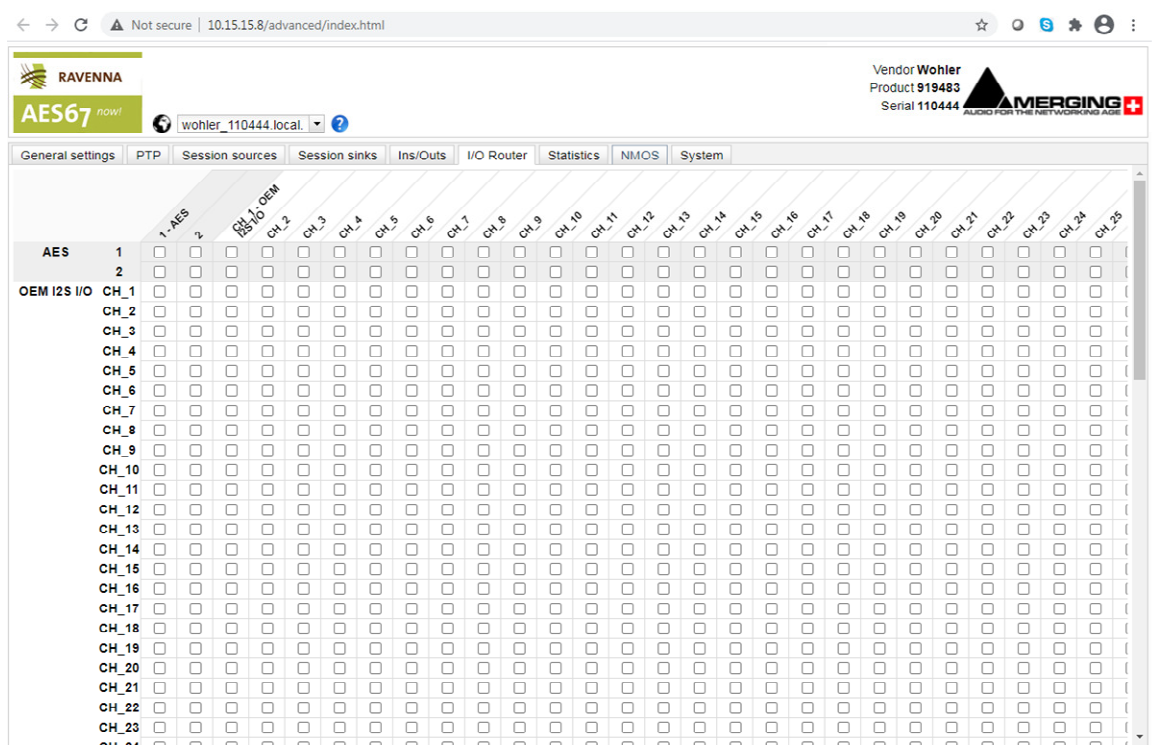 Not secure | 10.15.15.8/advanced/index.html
RAVENNA
AES67 now!
Vendor Wohler
Product 919483
Serial 110444
MERGING
AUDIO FOR THE NETWORKING AGE
wohler_110444.local.
?
General settings PTP Session sources Session sinks Ins/Outs I/O Router Statistics NMOS System
1 - AES 2 CH_1 - OEM I2S I/O CH_2 CH_3 CH_4 CH_5 CH_6 CH_7 CH_8 CH_9 CH_10 CH_11 CH_12 CH_13 CH_14 CH_15 CH_16 CH_17 CH_18 CH_19 CH_20 CH_21 CH_22 CH_23 CH_24 CH_25
AES 1
2
OEM I2S I/O CH_1
CH_2
CH_3
CH_4
CH_5
CH_6
CH_7
CH_8
CH_9
CH_10
CH_11
CH_12
CH_13
CH_14
CH_15
CH_16
CH_17
CH_18
CH_19
CH_20
CH_21
CH_22
CH_23